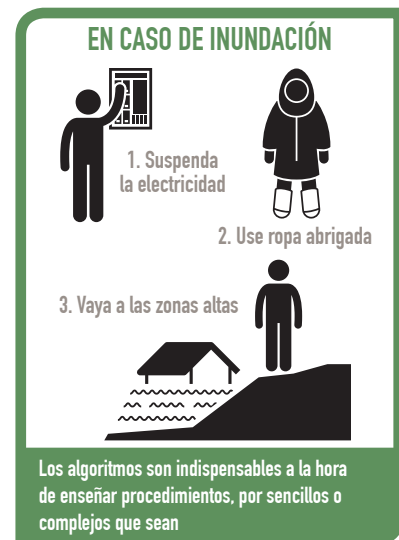 EN CASO DE INUNDACIÓN
1. Suspenda
la electricidad
2. Use ropa abrigada
3. Vaya a las zonas altas
Los algoritmos son indispensables a la hora
de enseñar procedimientos, por sencillos o
complejos que sean